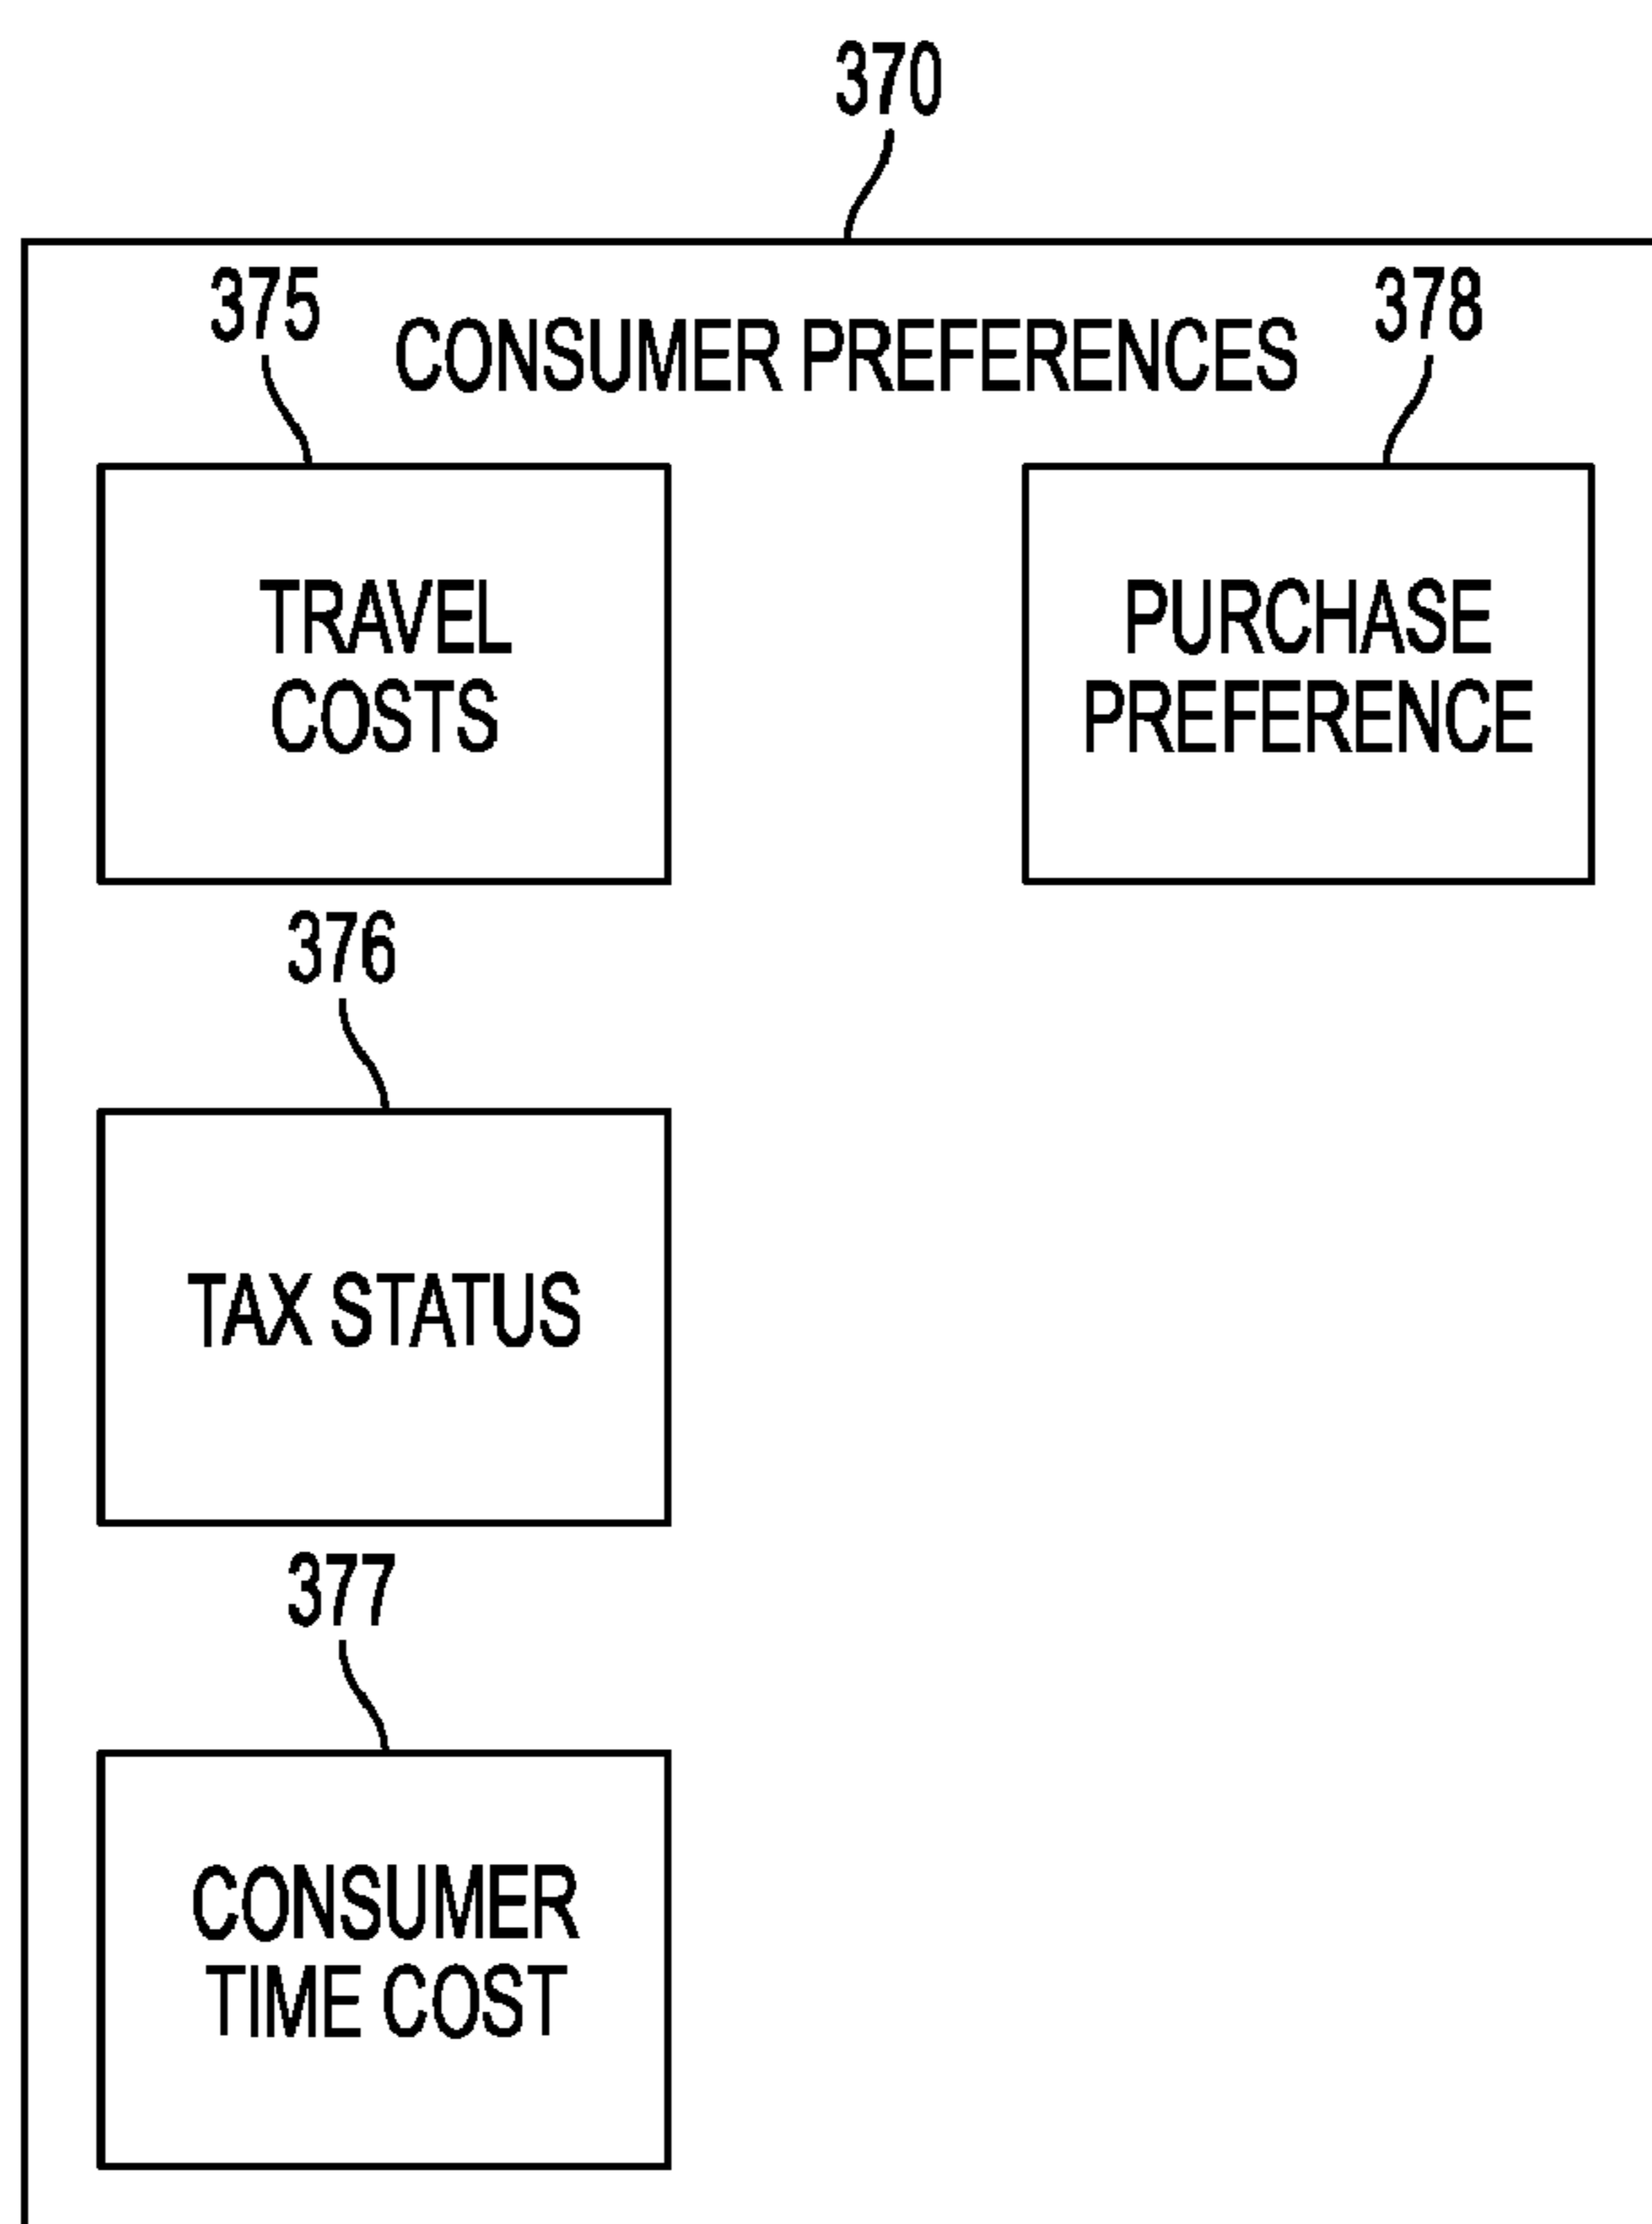 370
375
CONSUMER PREFERENCES
378
TRAVEL
COSTS
PURCHASE
PREFERENCE
376
TAX STATUS
377
CONSUMER
TIME COST